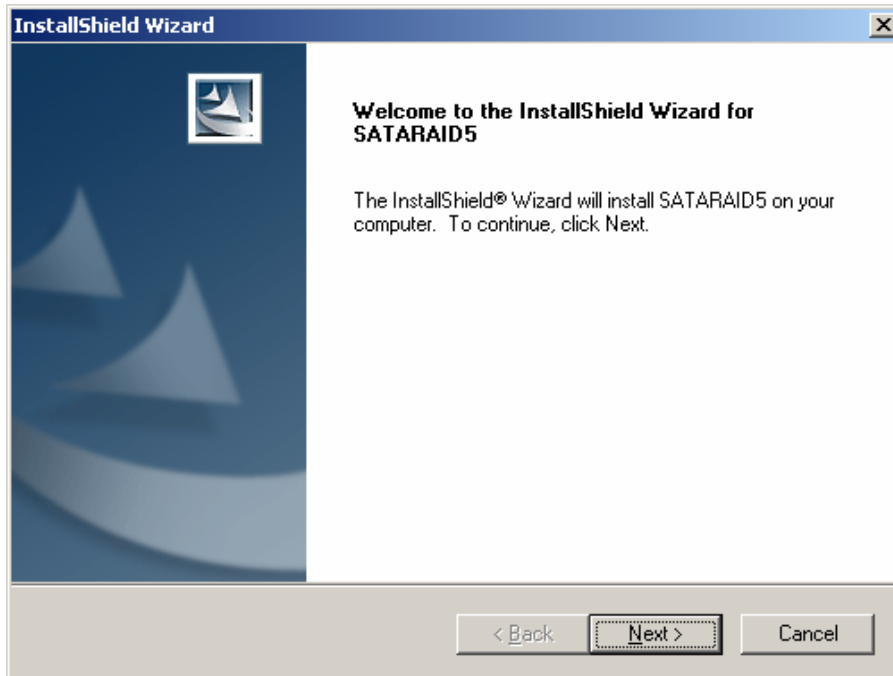 InstallShield Wizard
Welcome to the InstallShield Wizard for
SATARAID5
The InstallShield® Wizard will install SATARAID5 on your
computer.  To continue, click Next.
< Back
Next >
Cancel